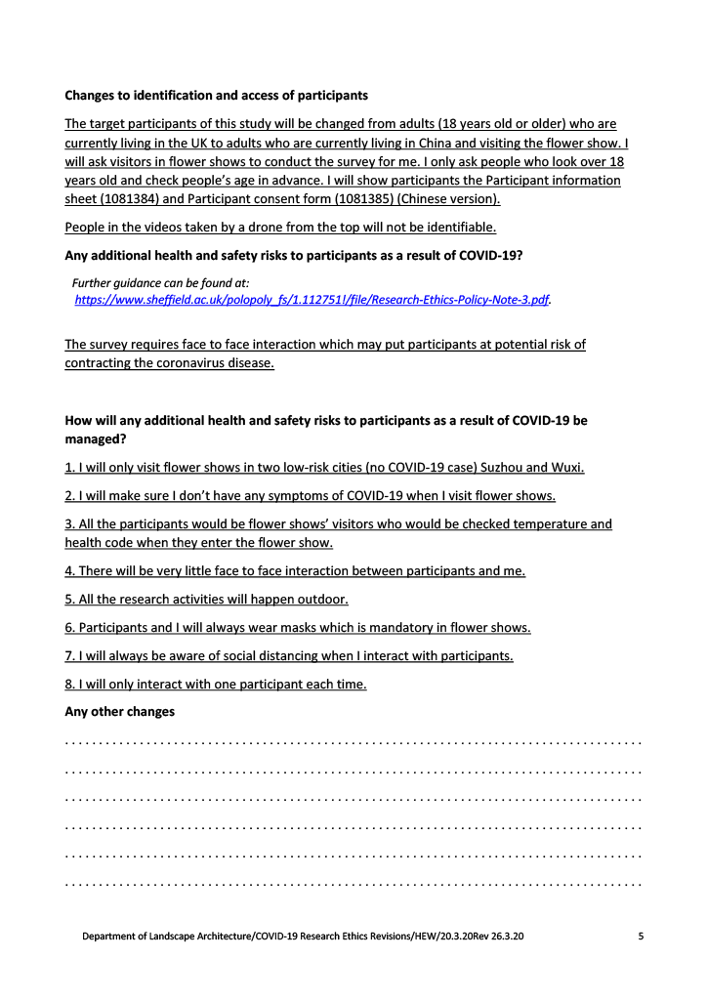 Changes to identification and access of participants
The target participants of this study will be changed from adults (18 years old or older) who are
currently living in the UK to adults who are currently living in China and visiting the flower show. I
will ask visitors in flower shows to conduct the survey for me. I only ask people who look over 18
years old and check people's age in advance. I will show participants the Participant information
sheet (1081384) and Participant consent form (1081385) (Chinese version).
People in the videos taken by a drone from the top will not be identifiable.
Any additional health and safety risks to participants as a result of COVID-19?
Further guidance can be found at:
https://www.sheffield.ac.uk/polopoly_fs/1.112751!/file/Research-Ethics-Policy-Note-3.pdf.
The survey requires face to face interaction which may put participants at potential risk of
contracting the coronavirus disease.
How will any additional health and safety risks to participants as a result of COVID-19 be
managed?
1. I will only visit flower shows in two low-risk cities (no COVID-19 case) Suzhou and Wuxi.
2. I will make sure I don't have any symptoms of COVID-19 when I visit flower shows.
3. All the participants would be flower shows' visitors who would be checked temperature and
health code when they enter the flower show.
4. There will be very little face to face interaction between participants and me.
5. All the research activities will happen outdoor.
6. Participants and I will always wear masks which is mandatory in flower shows.
7. I will always be aware of social distancing when I interact with participants.
8. I will only interact with one participant each time.
Any other changes
Department of Landscape Architecture/COVID-19 Research Ethics Revisions/HEW/20.3.20Rev 26.3.20 5